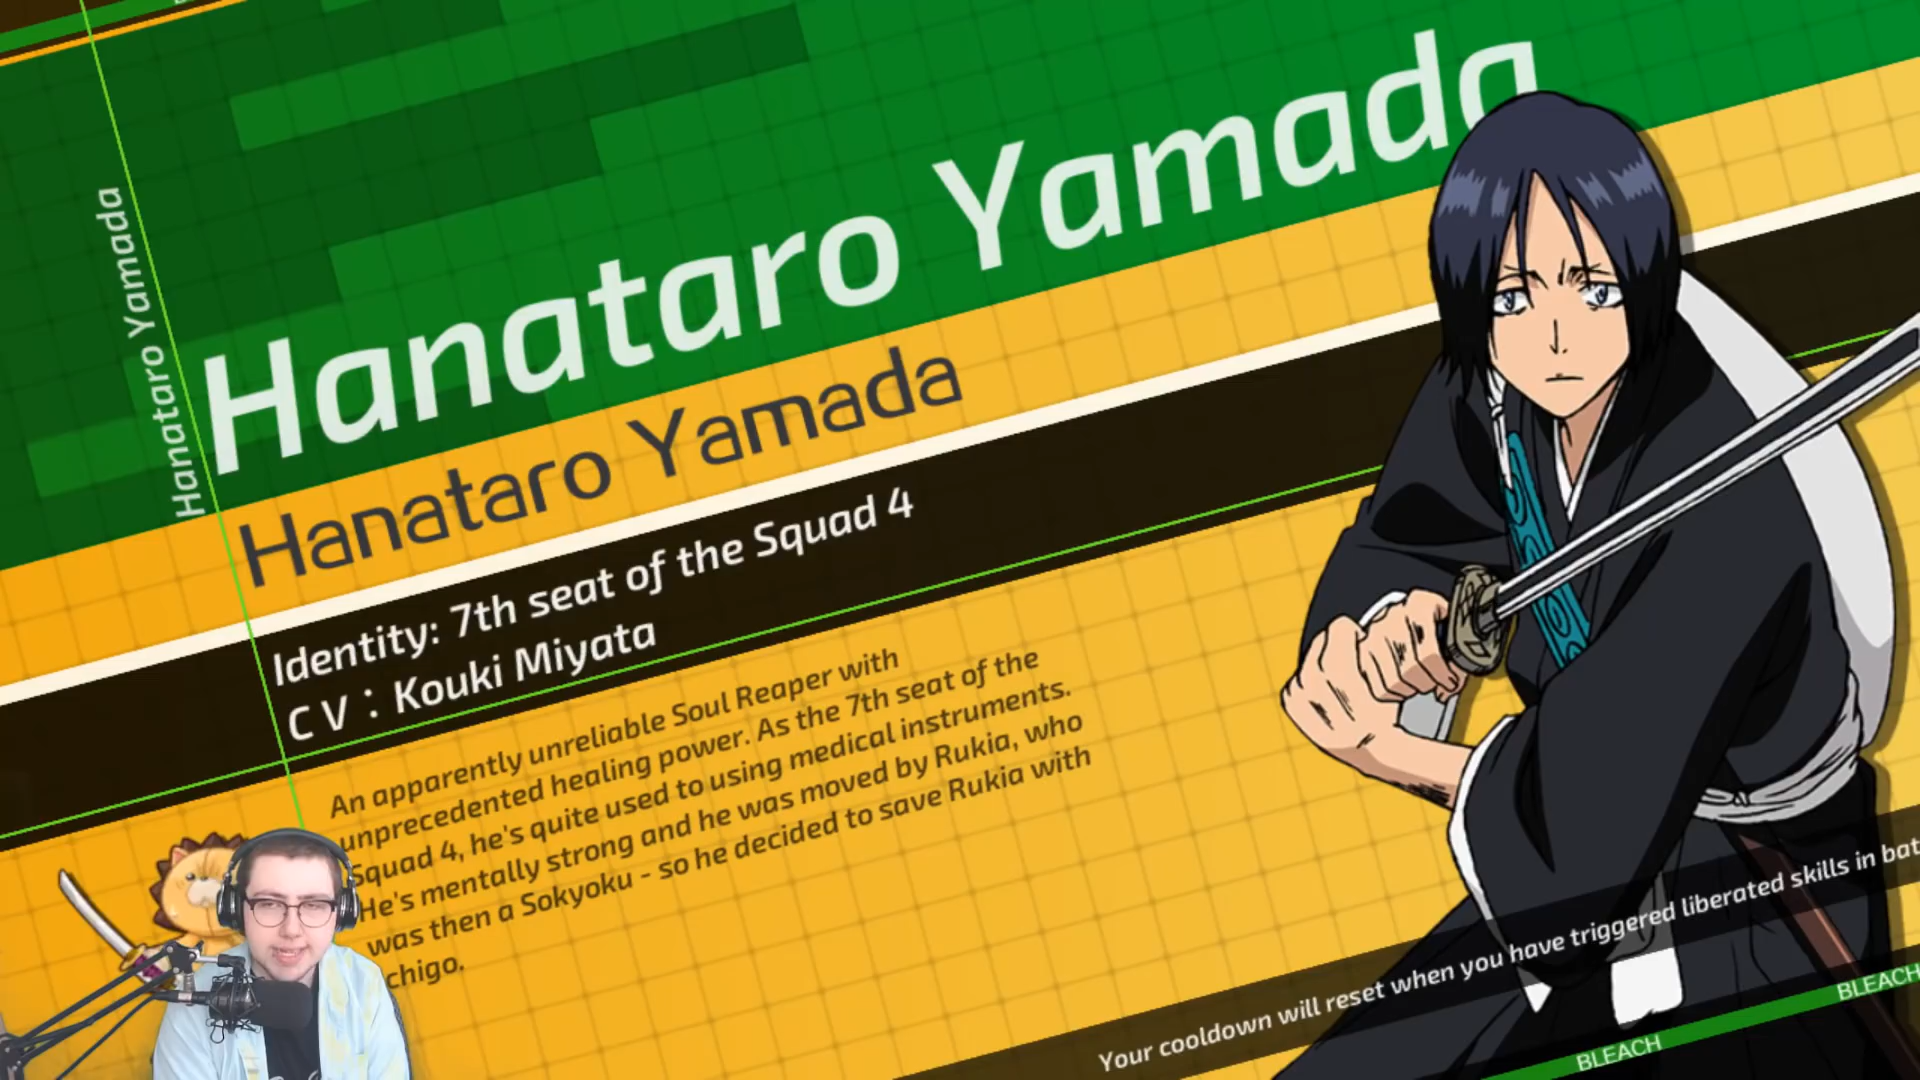 Hanataro Yamada
Hanataro Yamada
Hanataro Yamada
Identity: 7th seat of the Squad 4
CV: Kouki Miyata
An apparently unreliable Soul Reaper with
unprecedented healing power. As the 7th seat of the
Squad 4, he's quite used to using medical instruments.
He's mentally strong and he was moved by Rukia, who
was then a Sokyoku - so he decided to save Rukia with
chigo.
Your cooldown will reset when you have triggered liberated skills in bat
BLEACH
BLEACH